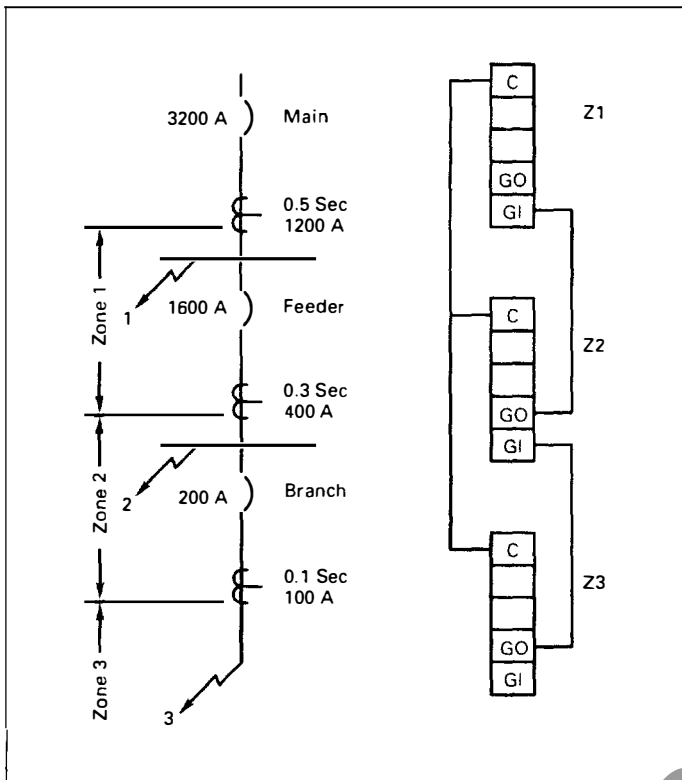 3200 A
Main
0.5 Sec
1200 A
Zone 1
1
1600 A
Feeder
0.3 Sec
400 A
Zone 2
2
200 A
Branch
0.1 Sec
100 A
Zone 3
3
C
GO
GI
Z1
C
GO
GI
Z2
C
GO
GI
Z3